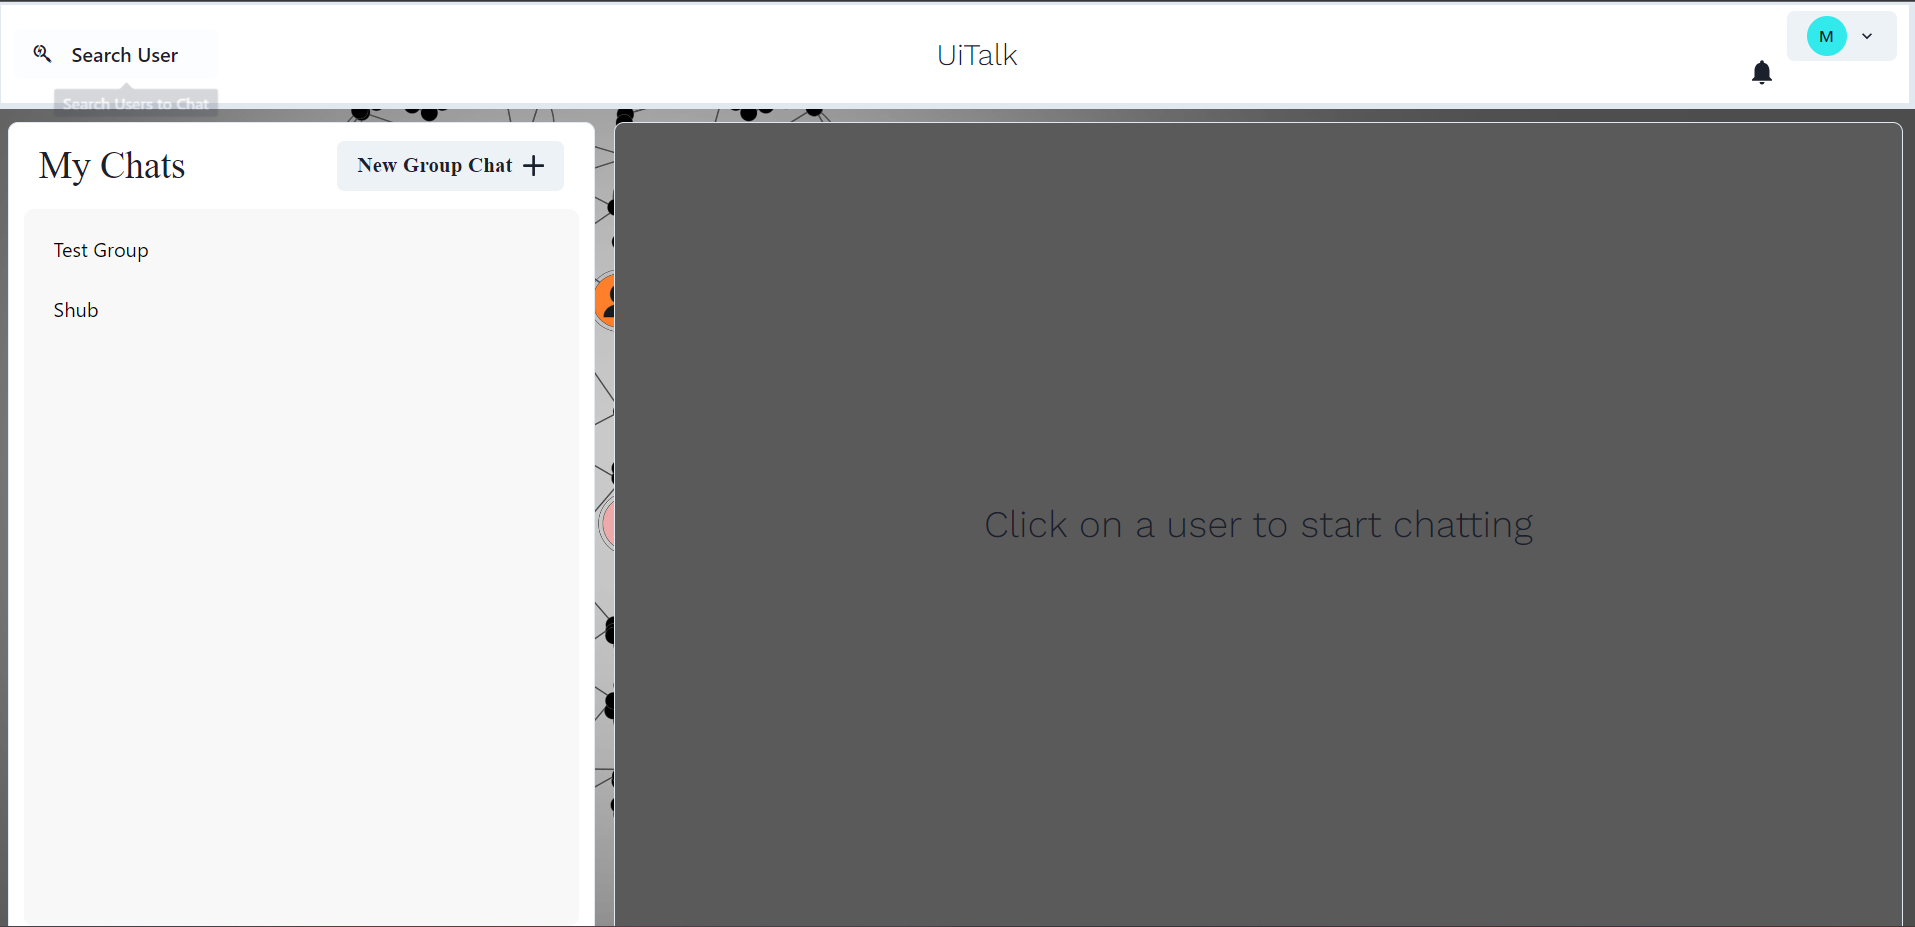 Search User
UiTalk
M
Search Users to Chat
My Chats
New Group Chat
Test Group
Shub
Click on a user to start chatting